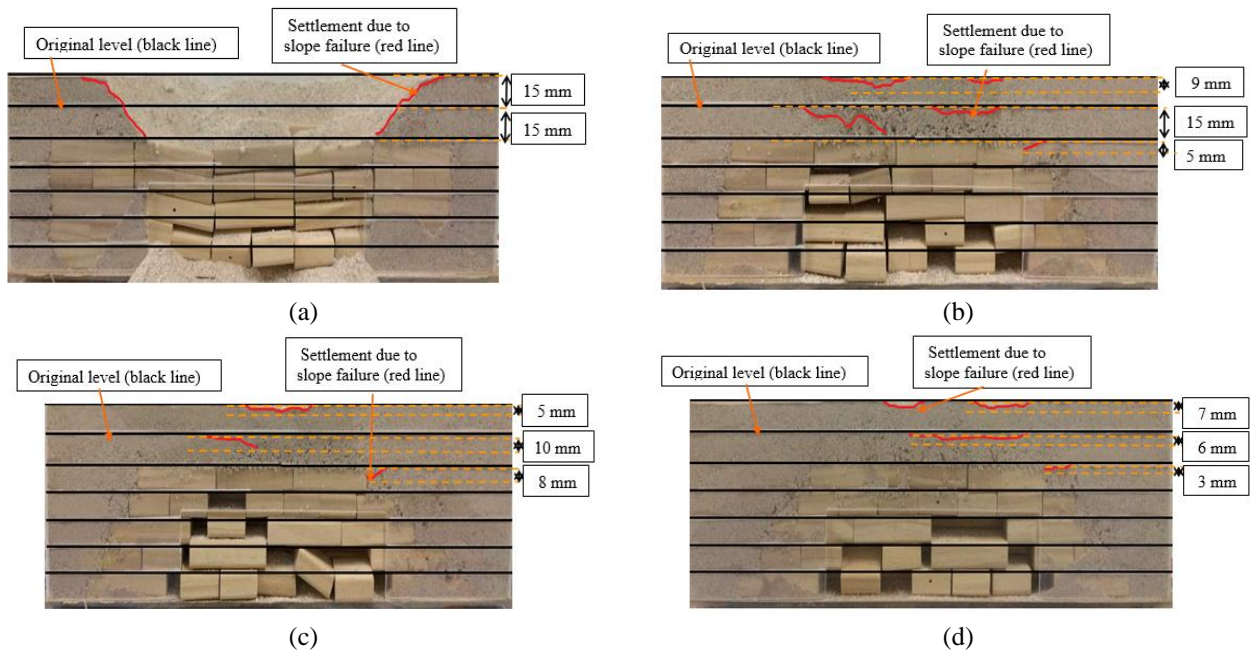 Original level (black line)
Settlement due to
slope failure (red line)
15 mm
15 mm
(a)
Original level (black line)
Settlement due to
slope failure (red line)
9 mm
15 mm
5 mm
(b)
Original level (black line)
Settlement due to
slope failure (red line)
5 mm
10 mm
8 mm
(c)
Original level (black line)
Settlement due to
slope failure (red line)
7 mm
6 mm
3 mm
(d)